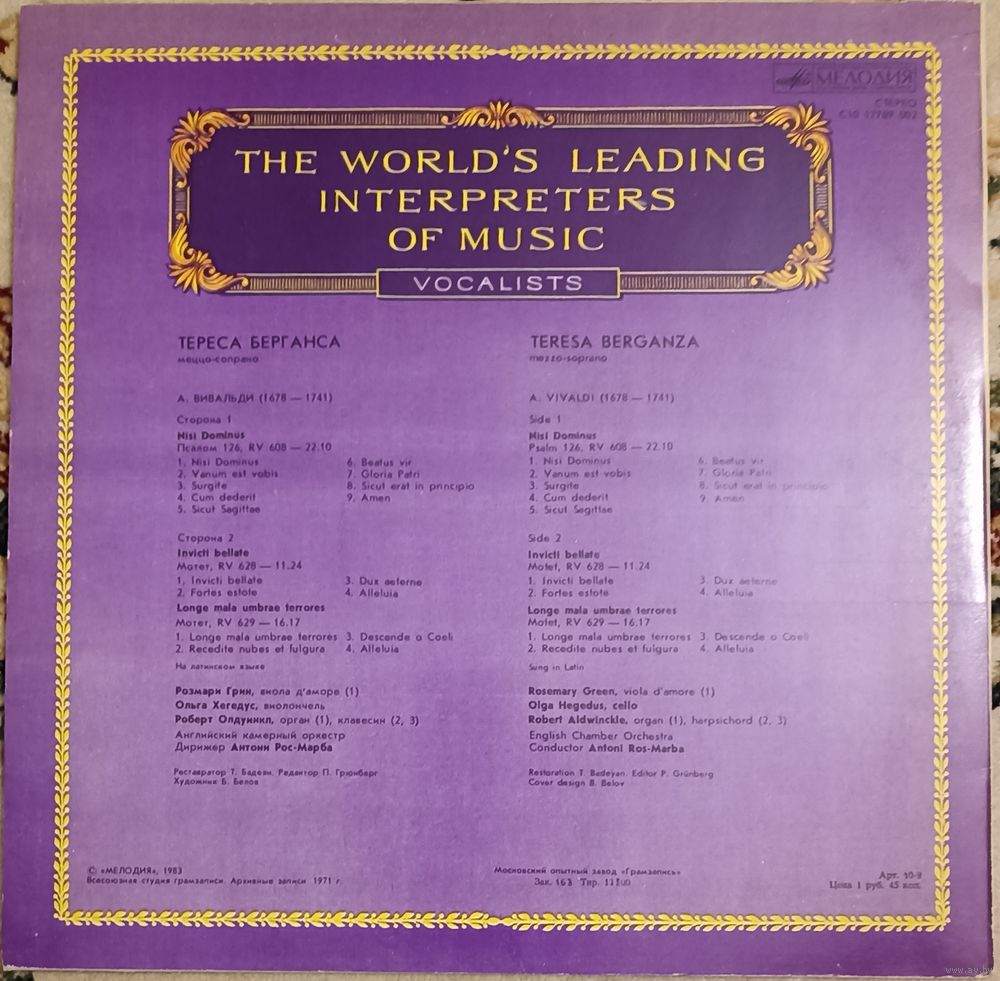 МЕЛОДИЯ
СТЕРЕО
С10 17789 002
THE WORLD'S LEADING
INTERPRETERS
OF MUSIC
VOCALISTS
ТЕРЕСА БЕРГАНСА
меццо-сопрано
А. ВИВАЛЬДИ (1678 — 1741)
Сторона 1
Nisi Dominus
Псалом 126, RV 608 — 22.10
1. Nisi Dominus
2. Vanum est vobis
3. Surgite
4. Cum dederit
5. Sicut Sagittae
6. Beatus vir
7. Gloria Patri
8. Sicut erat in principio
9. Amen
Сторона 2
Invicti bellate
Мотет, RV 628 — 11.24
1. Invicti bellate
2. Fortes estote
3. Dux aeterne
4. Alleluia
Longe mala umbrae terrores
Мотет, RV 629 — 16.17
1. Longe mala umbrae terrores
2. Recedite nubes et fulgura
3. Descende o Coeli
4. Alleluia
На латинском языке
Розмари Грин, виола д'аморе (1)
Ольга Хегедус, виолончель
Роберт Олдуинкл, орган (1), клавесин (2, 3)
Английский камерный оркестр
Дирижер Антони Рос-Марба
Реставратор Т. Бадеян. Редактор П. Грюнберг
Художник Б. Белов
TERESA BERGANZA
mezzo-soprano
A. VIVALDI (1678 — 1741)
Side 1
Nisi Dominus
Psalm 126, RV 608 — 22.10
1. Nisi Dominus
2. Vanum est vobis
3. Surgite
4. Cum dederit
5. Sicut Sagittae
6. Beatus vir
7. Gloria Patri
8. Sicut erat in principio
9. Amen
Side 2
Invicti bellate
Motet, RV 628 — 11.24
1. Invicti bellate
2. Fortes estote
3. Dux aeterne
4. Alleluia
Longe mala umbrae terrores
Motet, RV 629 — 16.17
1. Longe mala umbrae terrores
2. Recedite nubes et fulgura
3. Descende o Coeli
4. Alleluia
Sung in Latin
Rosemary Green, viola d'amore (1)
Olga Hegedus, cello
Robert Aldwinckle, organ (1), harpsichord (2, 3)
English Chamber Orchestra
Conductor Antoni Ros-Marba
Restoration T. Badeyan. Editor P. Grünberg
Cover design B. Belov
© «МЕЛОДИЯ», 1983
Всесоюзная студия грамзаписи. Архивные записи 1971 г.
Московский опытный завод «Грамзапись»
Зак. 163 Тир. 11500
Арт. 10-9
Цена 1 руб. 45 коп.
www.ay.by